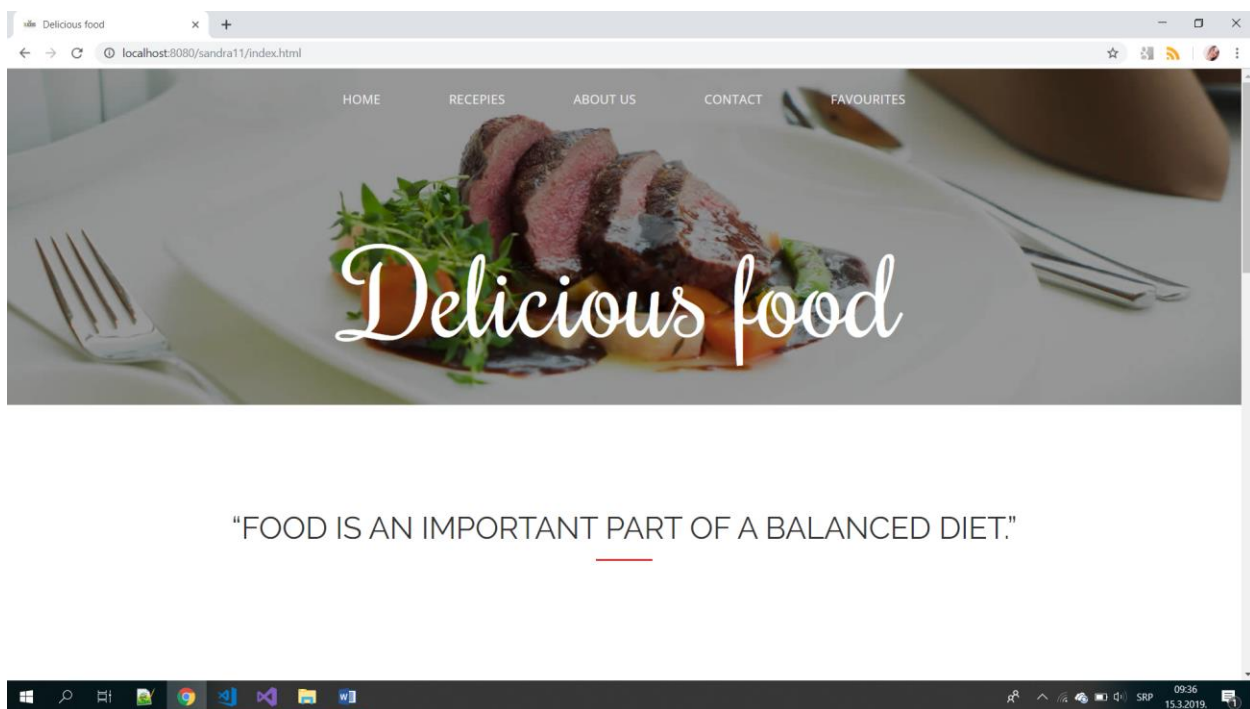 Delicious food
localhost:8080/sandra11/index.html
HOME RECEPIES ABOUT US CONTACT FAVOURITES
Delicious food
“FOOD IS AN IMPORTANT PART OF A BALANCED DIET.”
SRP
09:36
15.3.2019.